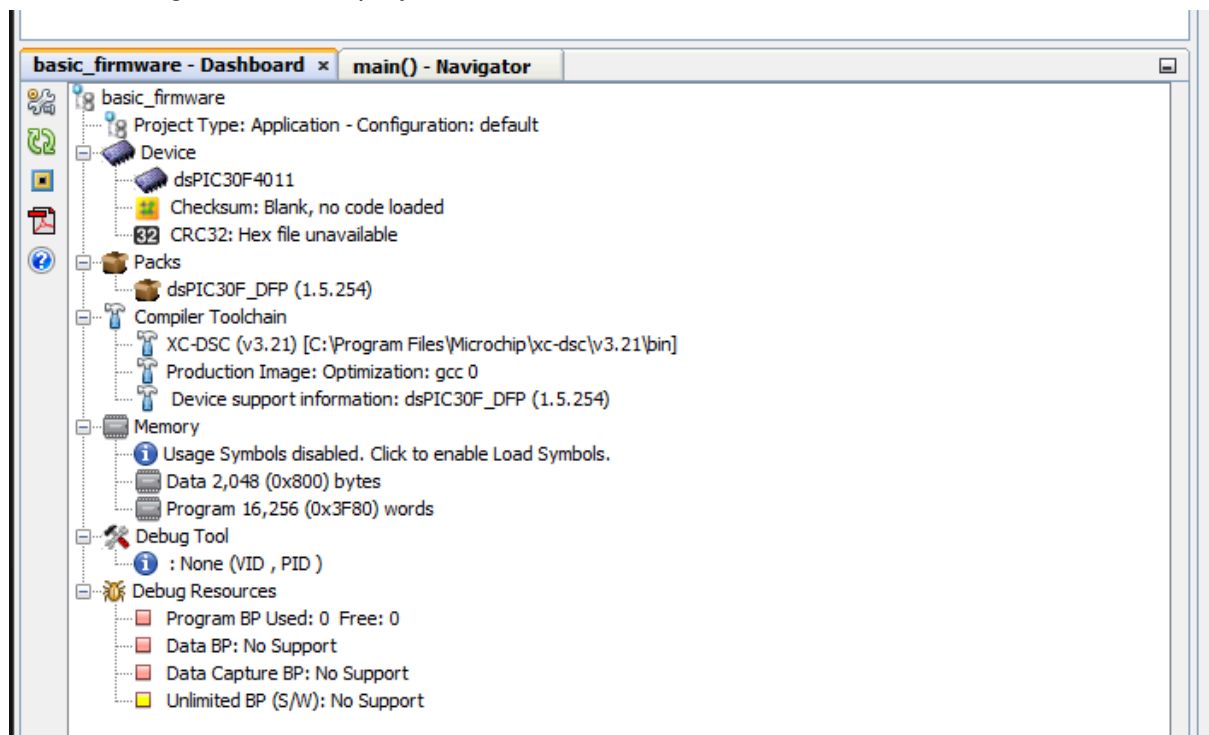 basic_firmware - Dashboard × main() - Navigator
basic_firmware
Project Type: Application - Configuration: default
Device
dsPIC30F4011
Checksum: Blank, no code loaded
32 CRC32: Hex file unavailable
Packs
dsPIC30F_DFP (1.5.254)
Compiler Toolchain
XC-DSC (v3.21) [C:\Program Files\Microchip\xc-dsc\v3.21\bin]
Production Image: Optimization: gcc 0
Device support information: dsPIC30F_DFP (1.5.254)
Memory
Usage Symbols disabled. Click to enable Load Symbols.
Data 2,048 (0x800) bytes
Program 16,256 (0x3F80) words
Debug Tool
: None (VID , PID )
Debug Resources
Program BP Used: 0 Free: 0
Data BP: No Support
Data Capture BP: No Support
Unlimited BP (S/W): No Support